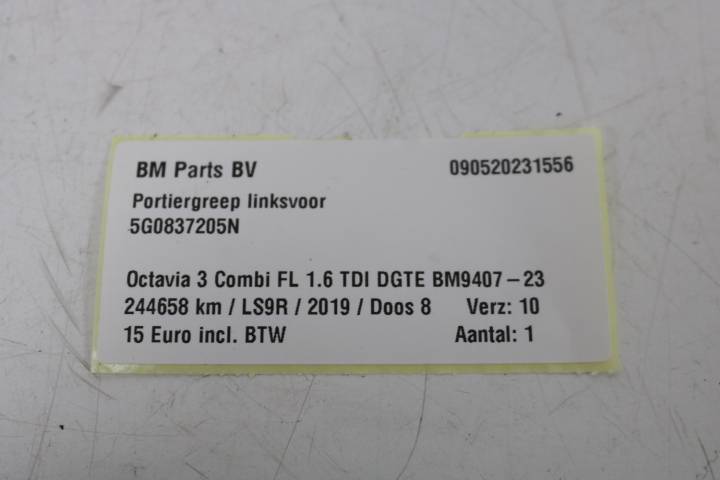 BM Parts BV 090520231556
Portiergreep linksvoor
5G0837205N
Octavia 3 Combi FL 1.6 TDI DGTE BM9407-23
244658 km / LS9R / 2019 / Doos 8 Verz: 10
15 Euro incl. BTW Aantal: 1